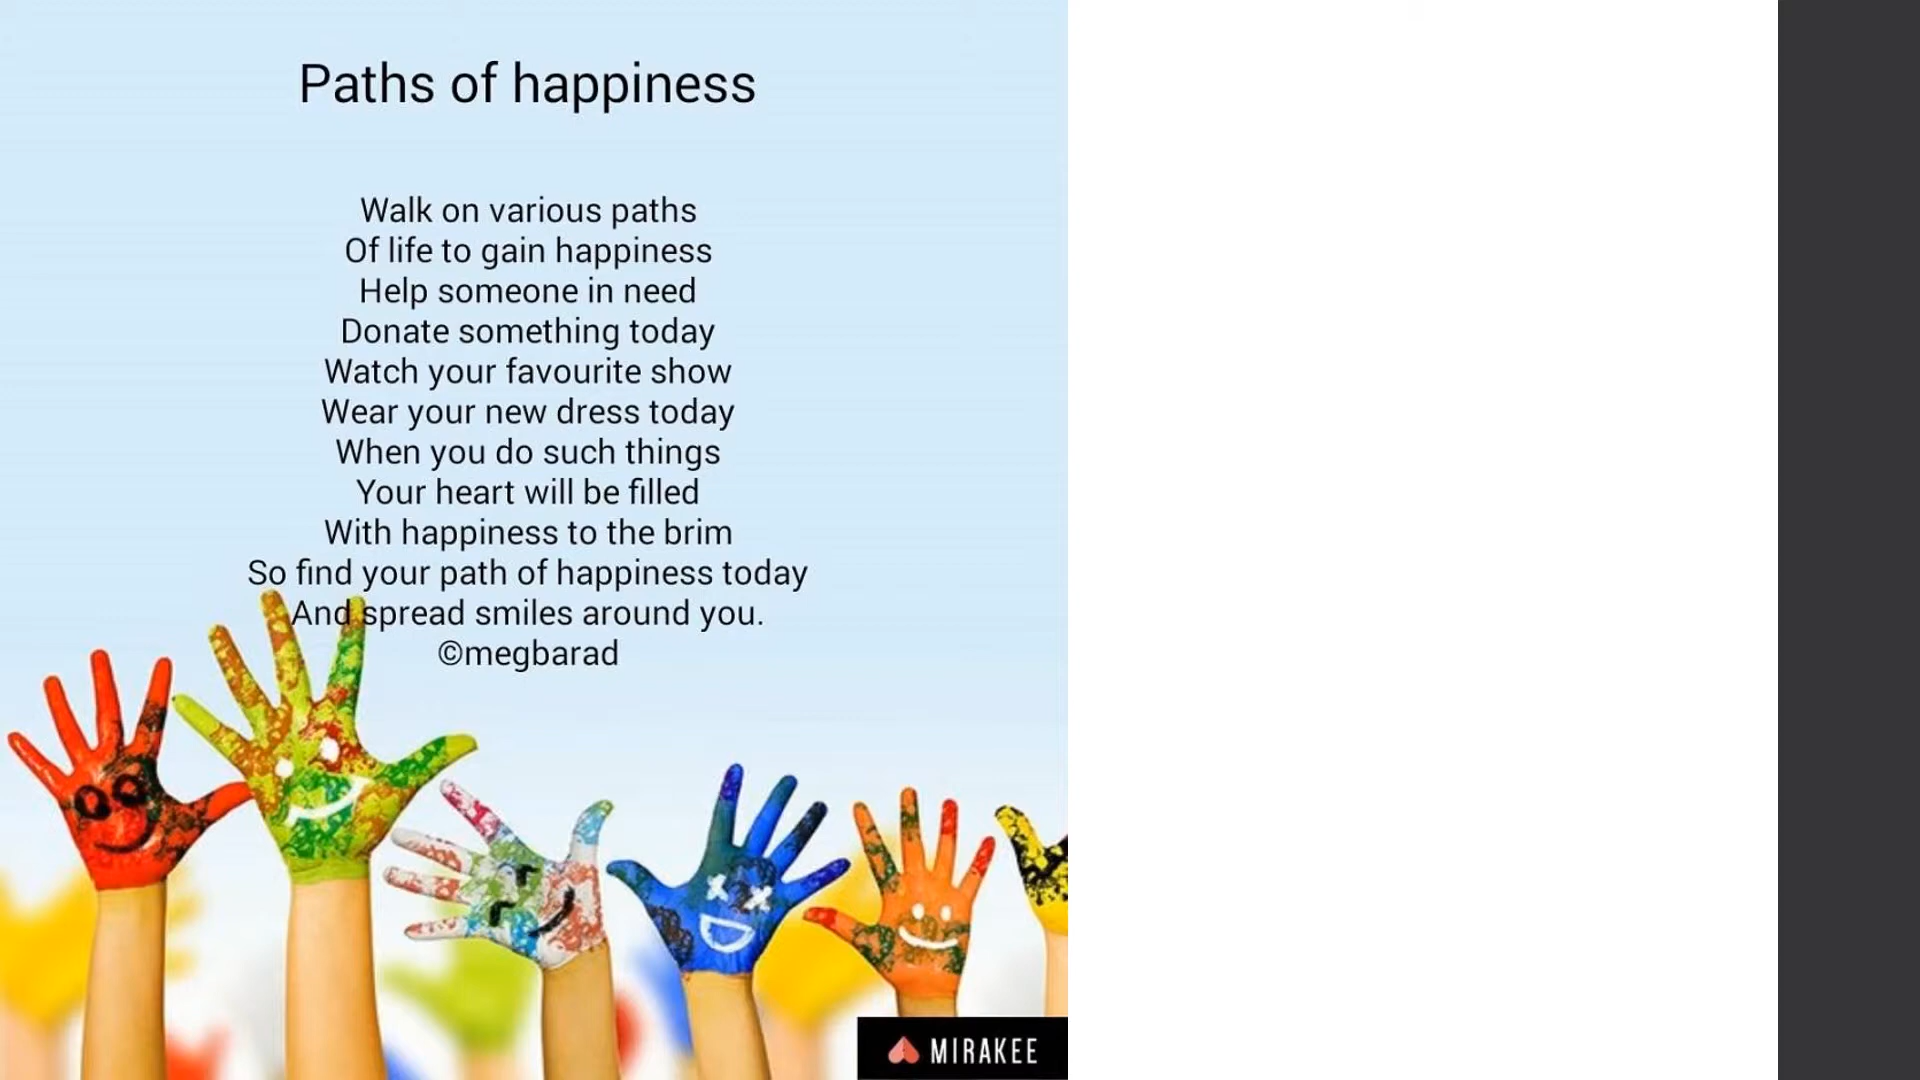 Paths of happiness
Walk on various paths
Of life to gain happiness
Help someone in need
Donate something today
Watch your favourite show
Wear your new dress today
When you do such things
Your heart will be filled
With happiness to the brim
So find your path of happiness today
And spread smiles around you.
©megbarad
MIRAKEE